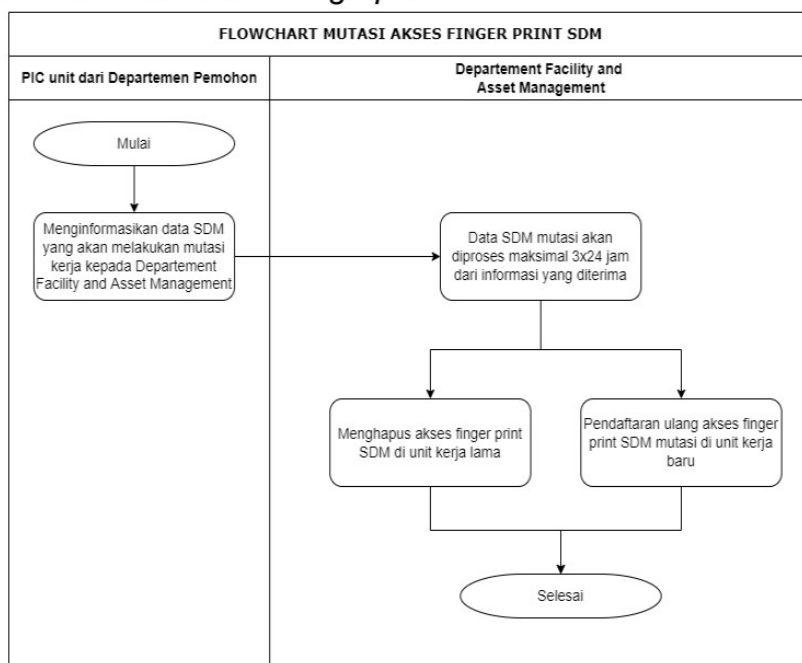 FLOWCHART MUTASI AKSES FINGER PRINT SDM
PIC unit dari Departemen Pemohon
Departement Facility and
Asset Management
Mulai
Menginformasikan data SDM
yang akan melakukan mutasi
kerja kepada Departement
Facility and Asset Management
Data SDM mutasi akan
diproses maksimal 3x24 jam
dari informasi yang diterima
Menghapus akses finger print
SDM di unit kerja lama
Pendaftaran ulang akses finger
print SDM mutasi di unit kerja
baru
Selesai